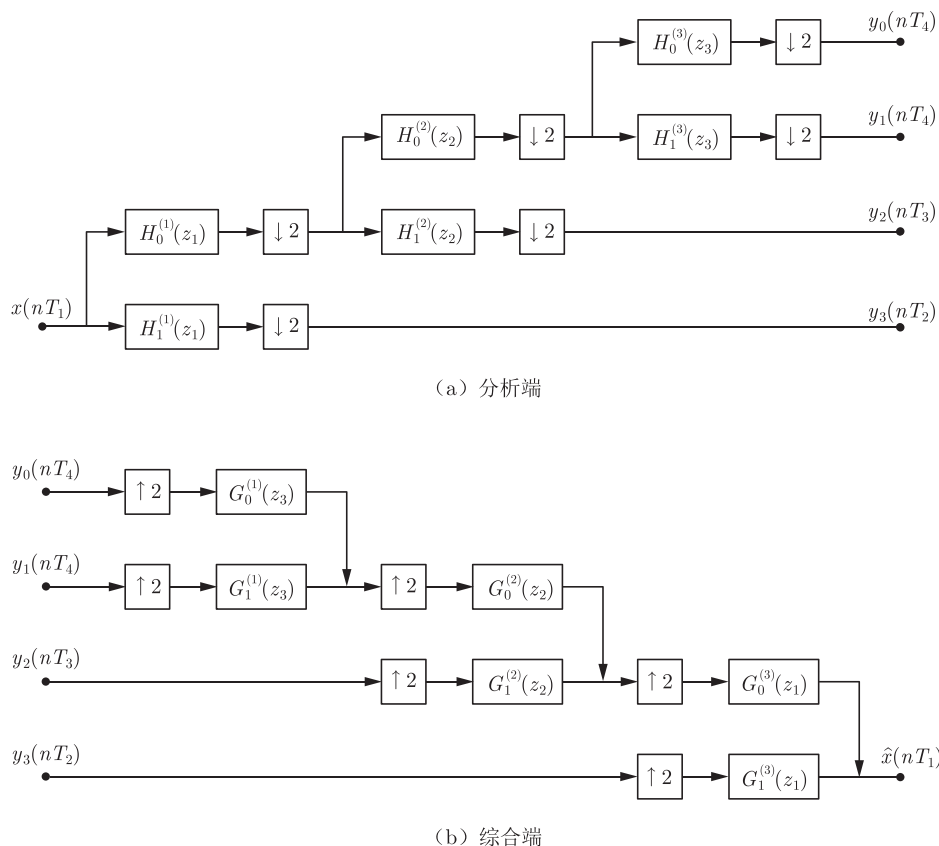 y₀(nT₄)
H₀⁽³⁾(z₃)
↓2
y₁(nT₄)
H₀⁽²⁾(z₂)
↓2
H₁⁽³⁾(z₃)
↓2
y₂(nT₃)
H₀⁽¹⁾(z₁)
↓2
H₁⁽²⁾(z₂)
↓2
x(nT₁)
H₁⁽¹⁾(z₁)
↓2
y₃(nT₂)
（a）分析端
y₀(nT₄)
↑2
G₀⁽¹⁾(z₃)
y₁(nT₄)
↑2
G₁⁽¹⁾(z₃)
↑2
G₀⁽²⁾(z₂)
y₂(nT₃)
↑2
G₁⁽²⁾(z₂)
↑2
G₀⁽³⁾(z₁)
y₃(nT₂)
↑2
G₁⁽³⁾(z₁)
x̂(nT₁)
（b）综合端